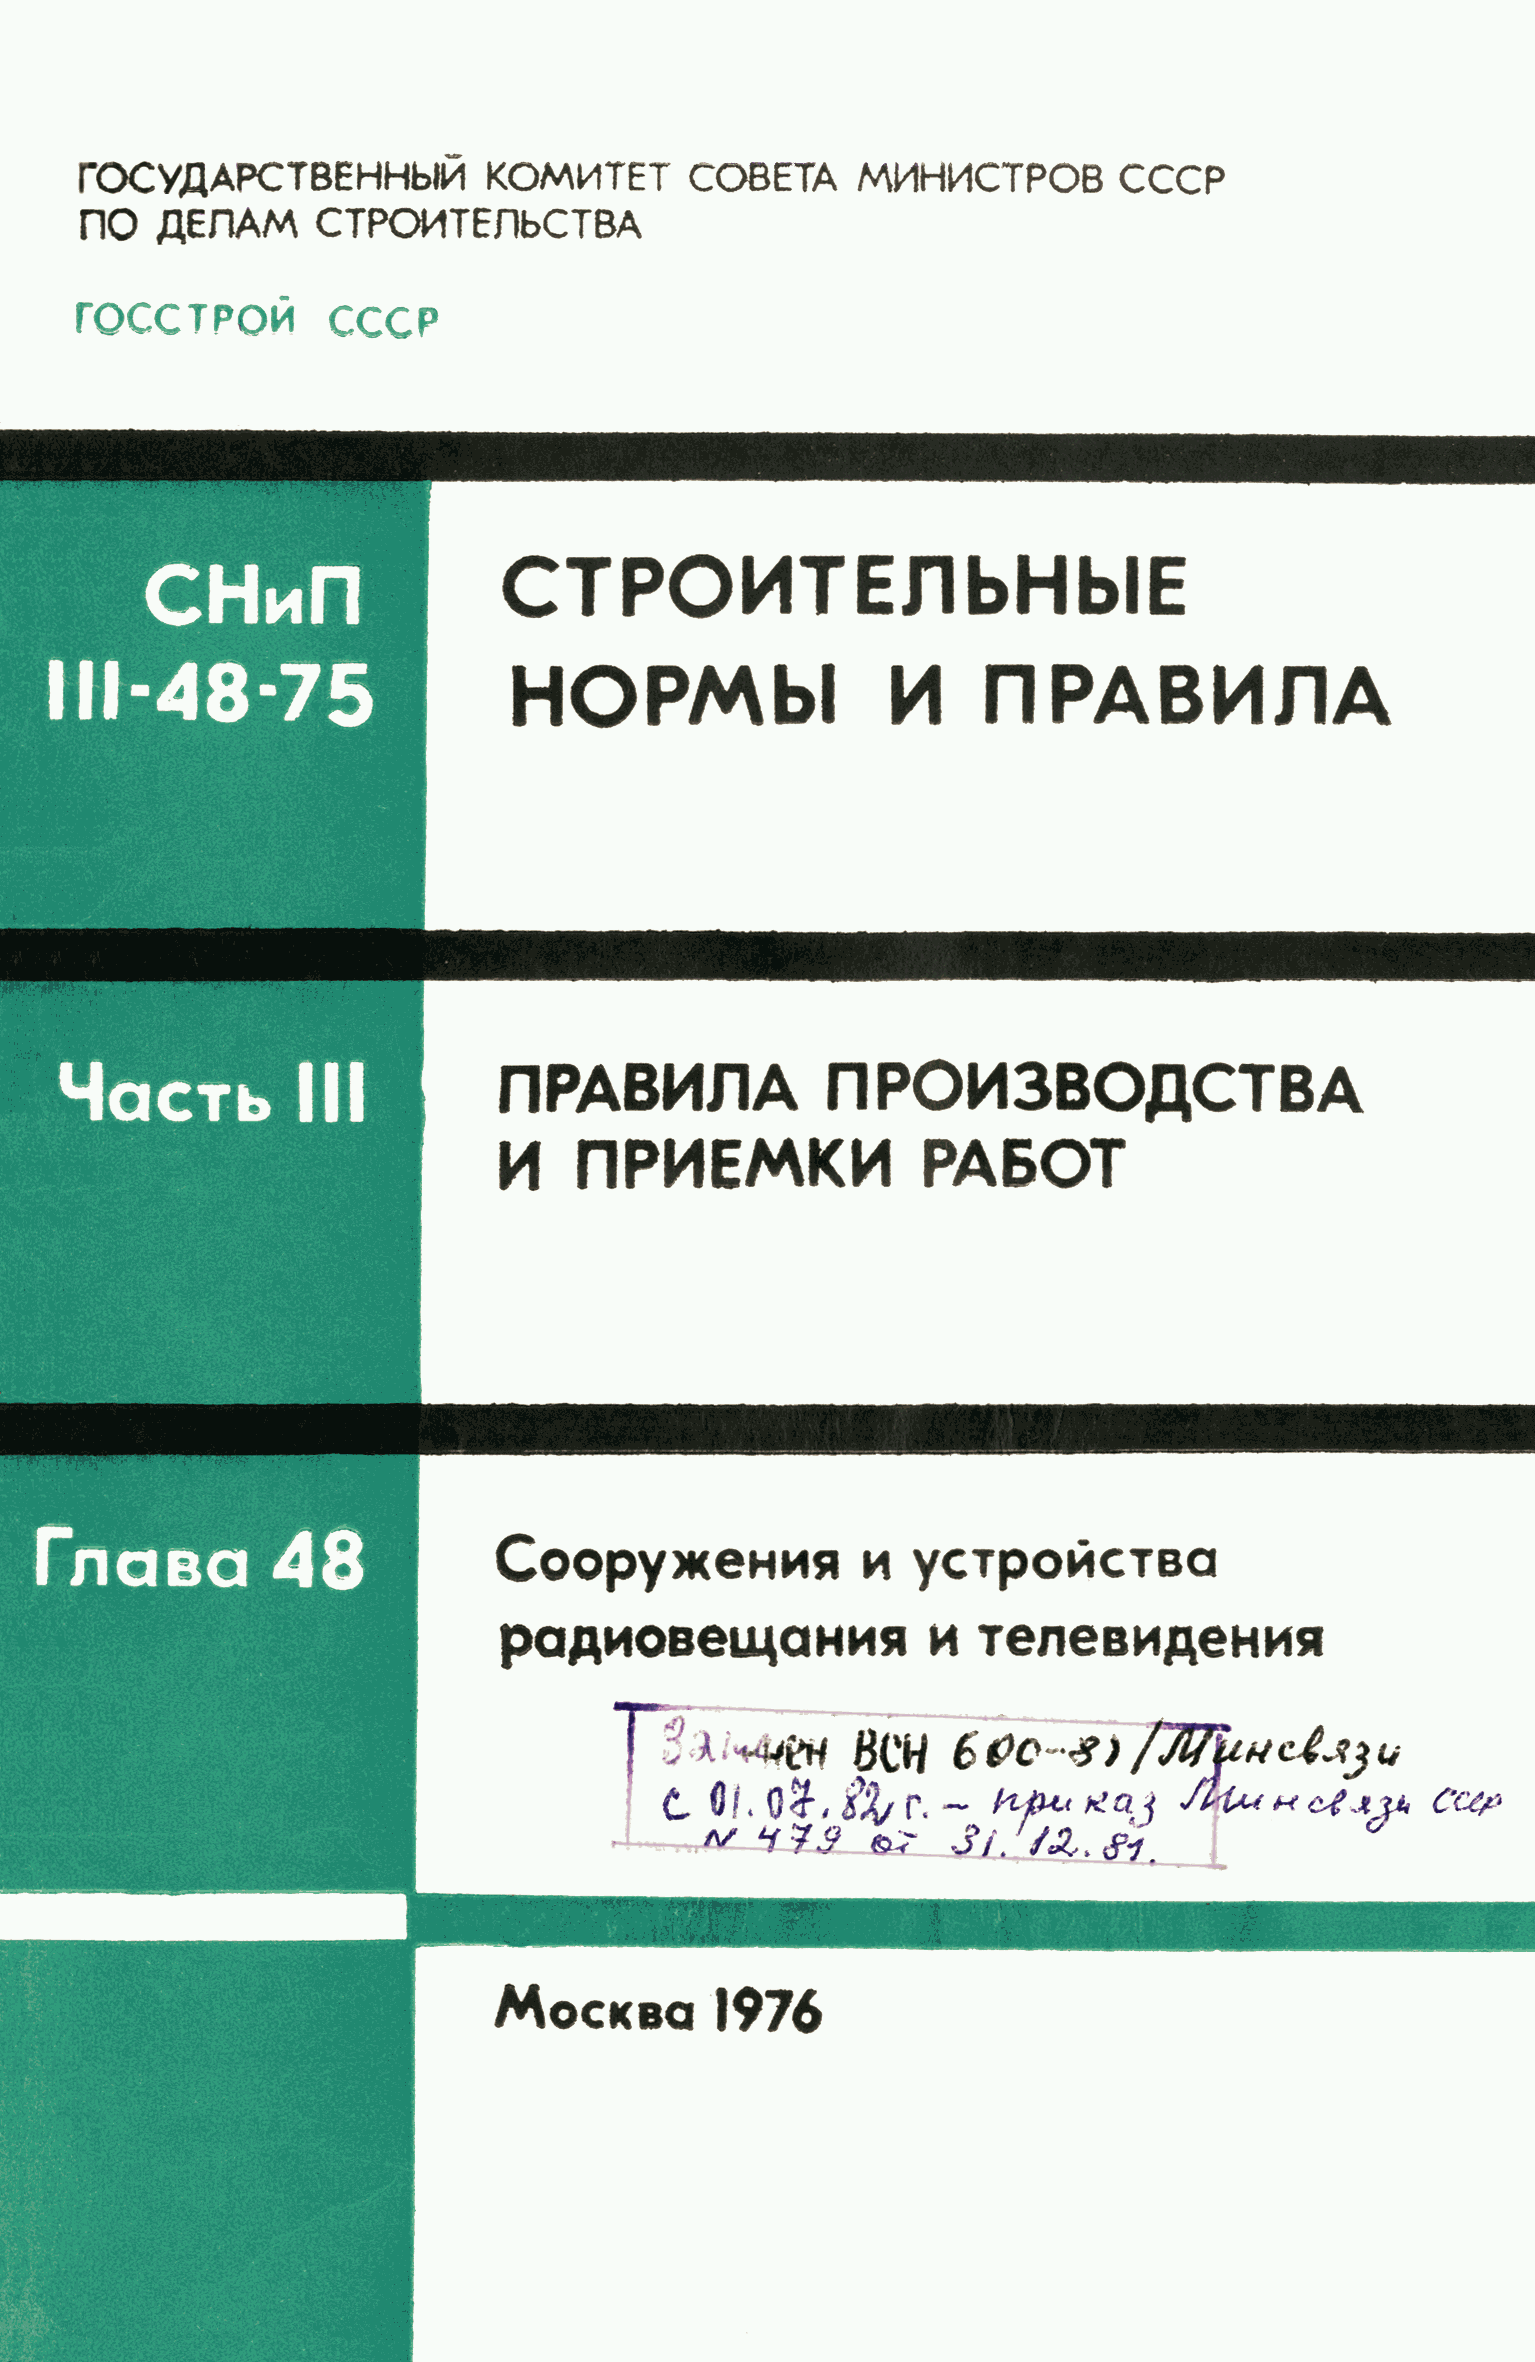 ГОСУДАРСТВЕННЫЙ КОМИТЕТ СОВЕТА МИНИСТРОВ СССР
ПО ДЕЛАМ СТРОИТЕЛЬСТВА
ГОССТРОЙ СССР
СНиП
III-48-75
СТРОИТЕЛЬНЫЕ
НОРМЫ И ПРАВИЛА
Часть III
ПРАВИЛА ПРОИЗВОДСТВА
И ПРИЕМКИ РАБОТ
Глава 48
Сооружения и устройства
радиовещания и телевидения
Заменен ВСН 600-81/Минсвязи
с 01.07.82г. – приказ Минсвязи СССР
N 479 от 31.12.81.
Москва 1976